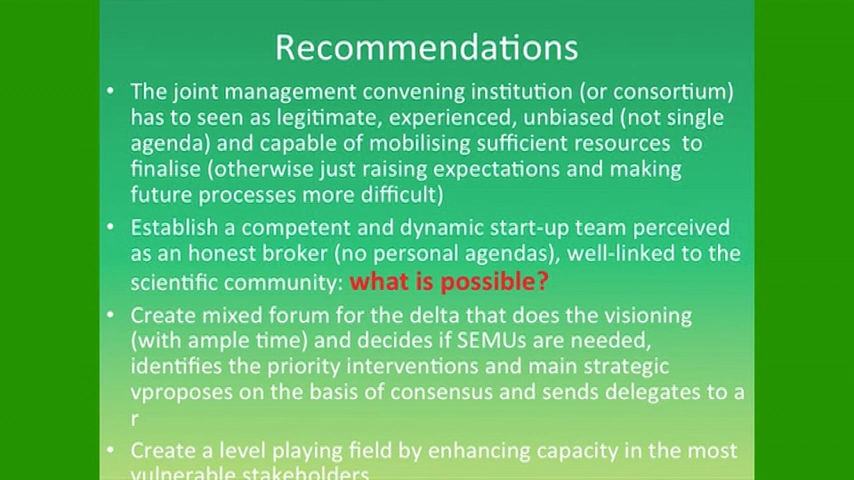 Recommendations
• The joint management convening institution (or consortium)
has to seen as legitimate, experienced, unbiased (not single
agenda) and capable of mobilising sufficient resources to
finalise (otherwise just raising expectations and making
future processes more difficult)
• Establish a competent and dynamic start-up team perceived
as an honest broker (no personal agendas), well-linked to the
scientific community: what is possible?
• Create mixed forum for the delta that does the visioning
(with ample time) and decides if SEMUs are needed,
identifies the priority interventions and main strategic
vproposes on the basis of consensus and sends delegates to a
r
• Create a level playing field by enhancing capacity in the most
vulnerable stakeholders